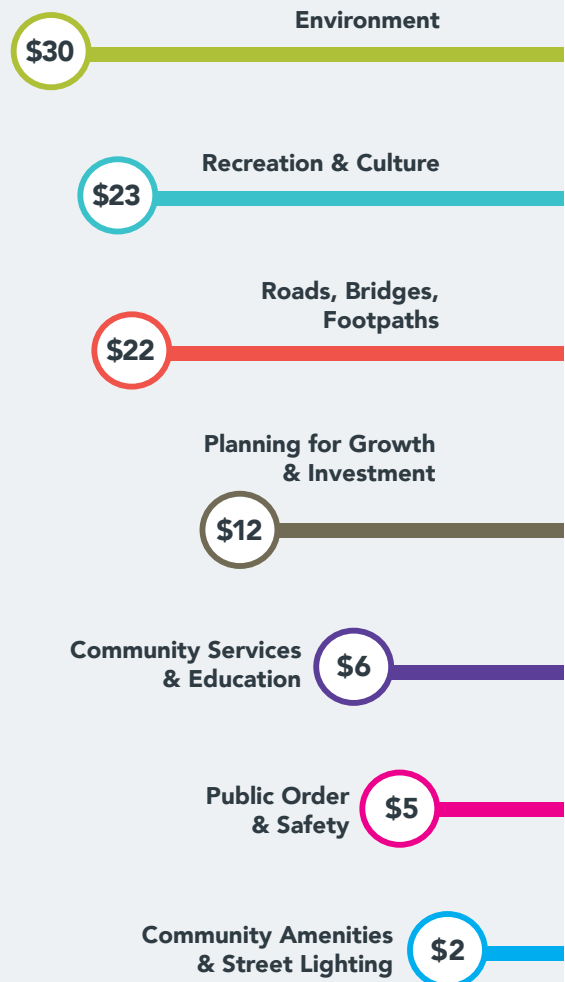 Environment
$30
Recreation & Culture
$23
Roads, Bridges,
Footpaths
$22
Planning for Growth
& Investment
$12
Community Services
& Education
$6
Public Order
& Safety
$5
Community Amenities
& Street Lighting
$2